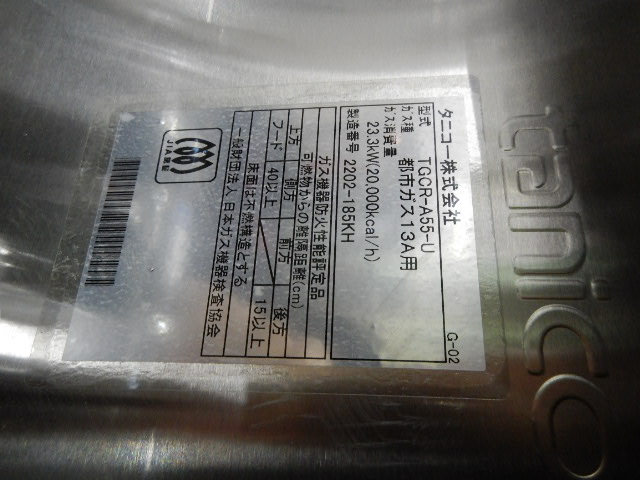 tanico
G-02
タニコー株式会社
型式 TGCR-A55-U
ガス種 都市ガス13A用
ガス消費量 23.3kW(20,000kcal/h)
製造番号 2202-185KH
ガス機器防火性能評定品
可燃物からの離隔距離(cm)
上方 側方 前方 後方
フード 40以上 15以上
床面は不燃構造とする
一般財団法人 日本ガス機器検査協会
JIA認証